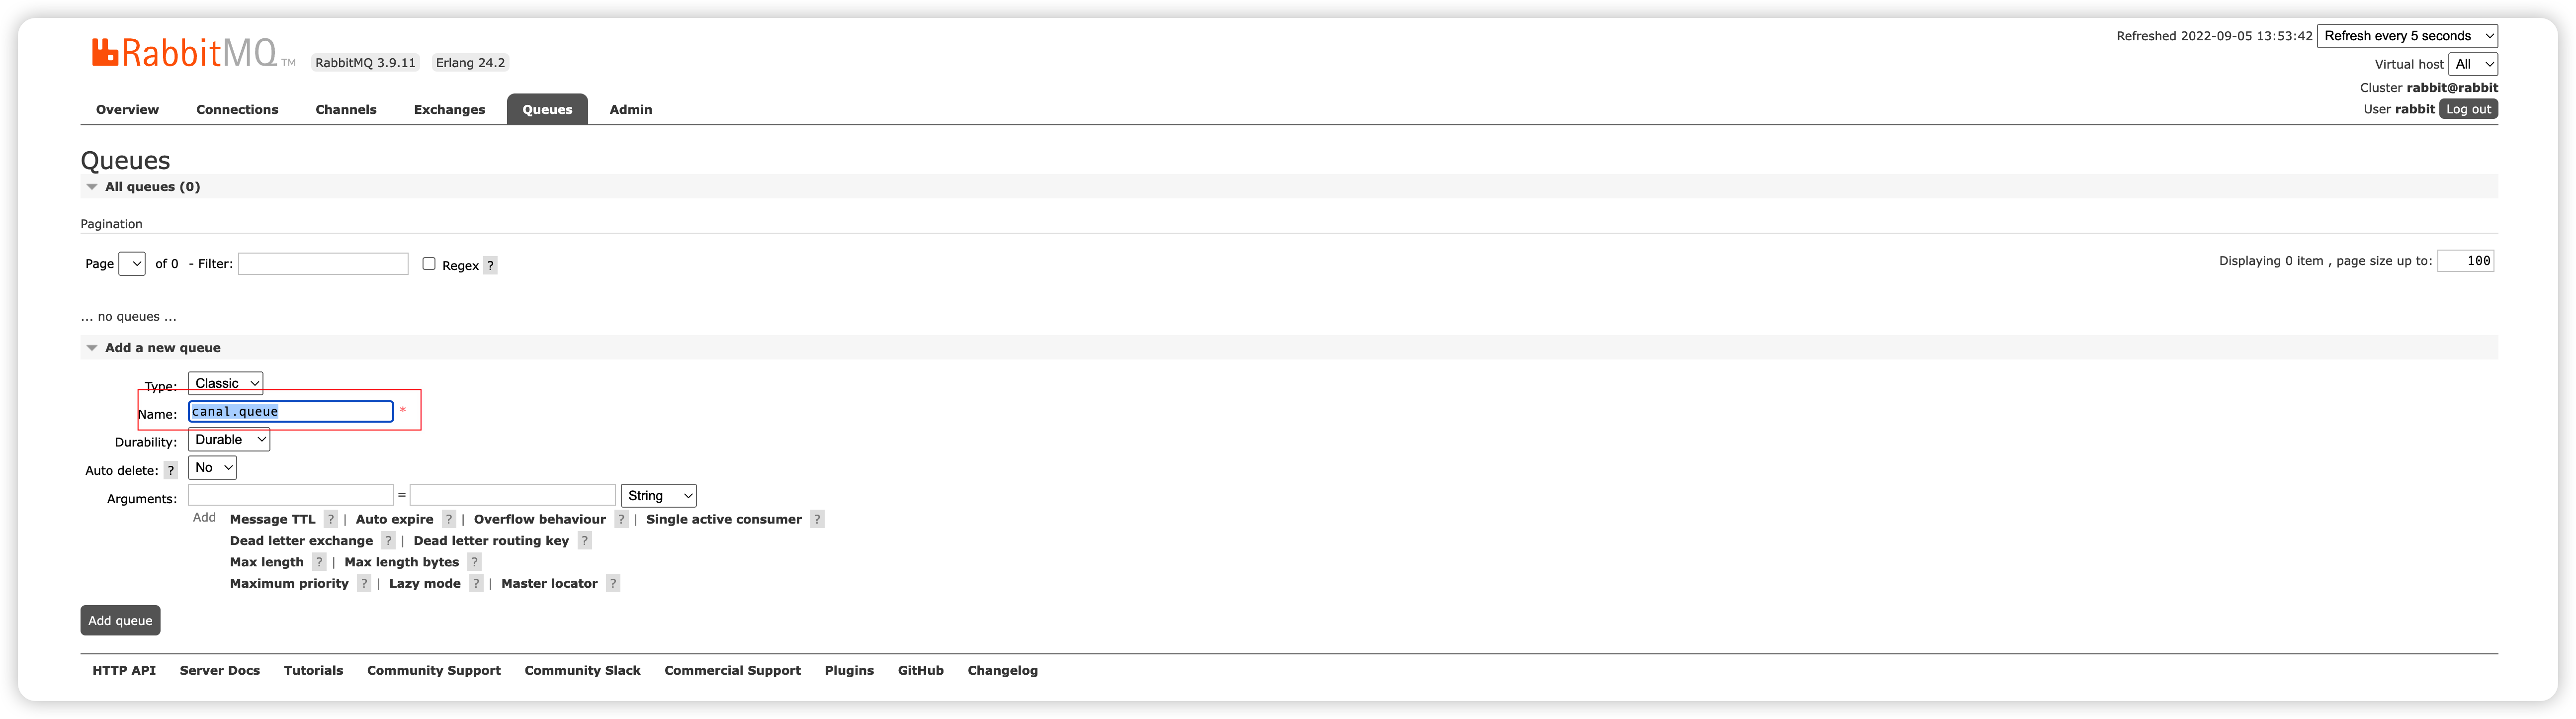 RabbitMQ TM RabbitMQ 3.9.11 Erlang 24.2
Refreshed 2022-09-05 13:53:42 Refresh every 5 seconds
Virtual host All
Cluster rabbit@rabbit
User rabbit Log out
Overview Connections Channels Exchanges Queues Admin
Queues
All queues (0)
Pagination
Page of 0 - Filter: Regex ? Displaying 0 item , page size up to: 100
... no queues ...
Add a new queue
Type: Classic
Name: canal.queue *
Durability: Durable
Auto delete: ? No
Arguments: = String
Add Message TTL ? | Auto expire ? | Overflow behaviour ? | Single active consumer ?
Dead letter exchange ? | Dead letter routing key ?
Max length ? | Max length bytes ?
Maximum priority ? | Lazy mode ? | Master locator ?
Add queue
HTTP API Server Docs Tutorials Community Support Community Slack Commercial Support Plugins GitHub Changelog